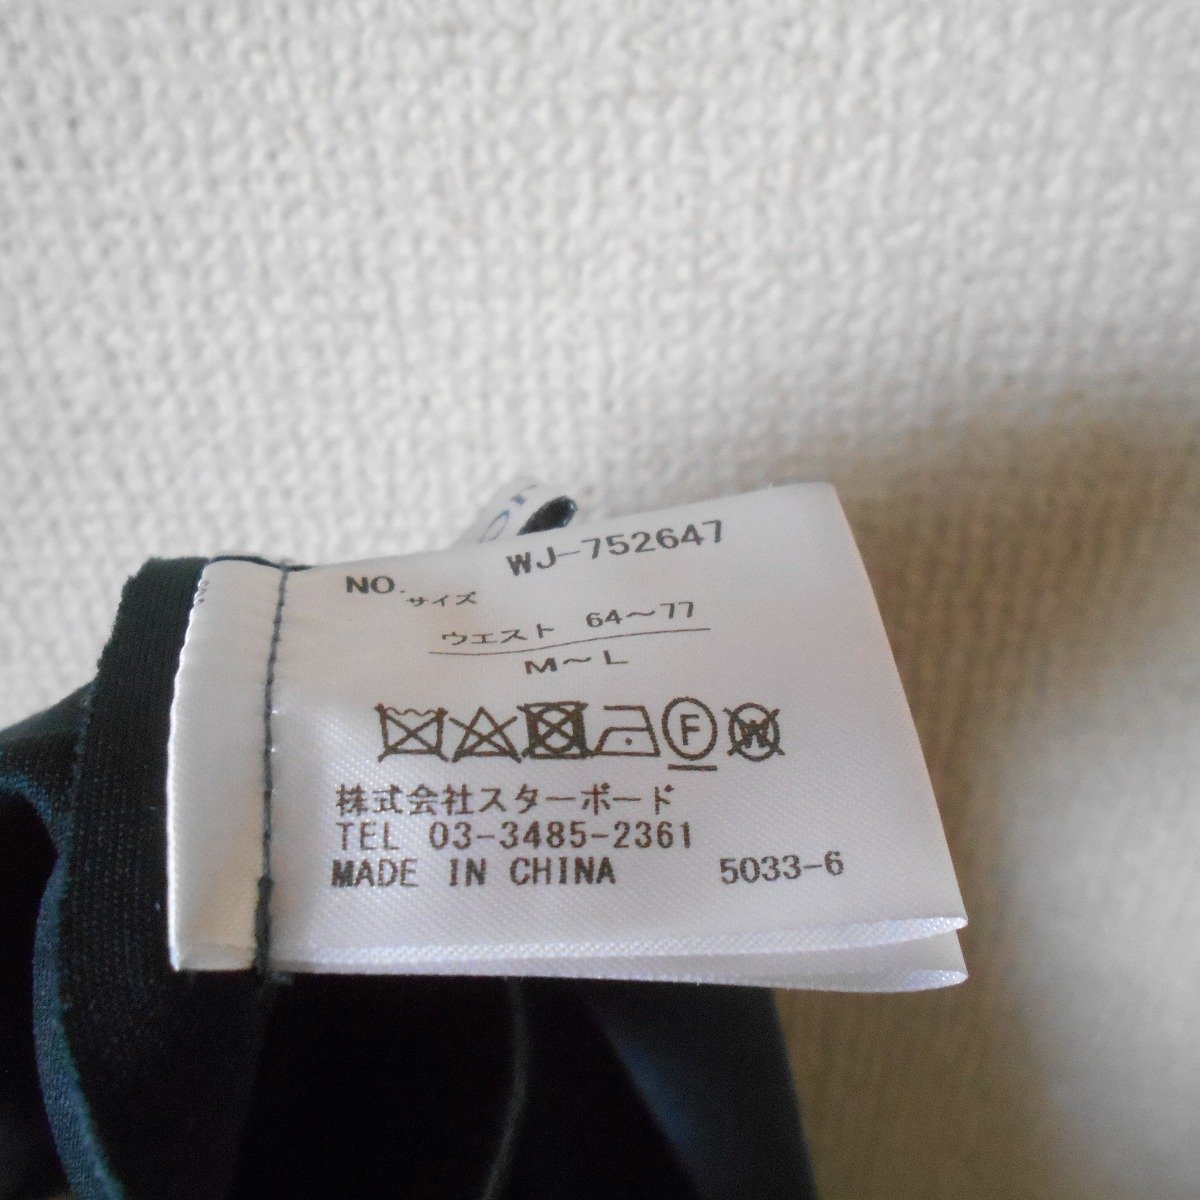 NO. WJ-752647
サイズ
ウエスト 64〜77
M〜L
F W
株式会社スターボード
TEL 03-3485-2361
MADE IN CHINA 5033-6